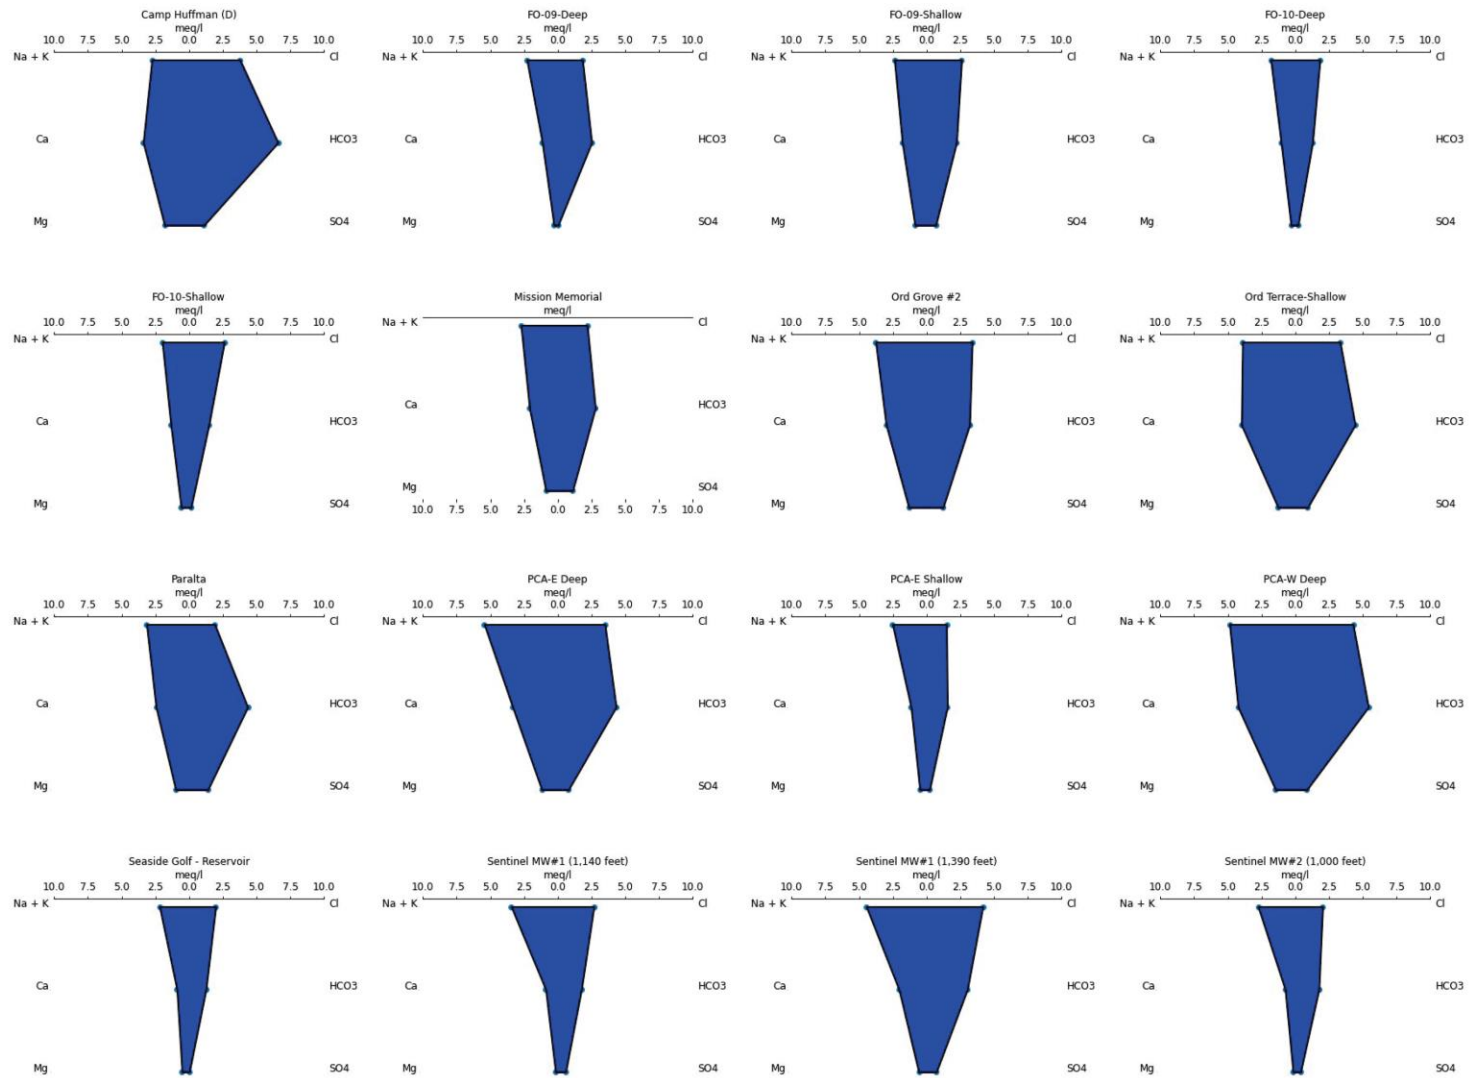 Camp Huffman (D)
meq/l
10.0 7.5 5.0 2.5 0.0 2.5 5.0 7.5 10.0
Na + K Cl
Ca HCO3
Mg SO4
FO-09-Deep
meq/l
10.0 7.5 5.0 2.5 0.0 2.5 5.0 7.5 10.0
Na + K Cl
Ca HCO3
Mg SO4
FO-09-Shallow
meq/l
10.0 7.5 5.0 2.5 0.0 2.5 5.0 7.5 10.0
Na + K Cl
Ca HCO3
Mg SO4
FO-10-Deep
meq/l
10.0 7.5 5.0 2.5 0.0 2.5 5.0 7.5 10.0
Na + K Cl
Ca HCO3
Mg SO4
FO-10-Shallow
meq/l
10.0 7.5 5.0 2.5 0.0 2.5 5.0 7.5 10.0
Na + K Cl
Ca HCO3
Mg SO4
Mission Memorial
meq/l
Na + K Cl
Ca HCO3
Mg SO4
10.0 7.5 5.0 2.5 0.0 2.5 5.0 7.5 10.0
Ord Grove #2
meq/l
10.0 7.5 5.0 2.5 0.0 2.5 5.0 7.5 10.0
Na + K Cl
Ca HCO3
Mg SO4
Ord Terrace-Shallow
meq/l
10.0 7.5 5.0 2.5 0.0 2.5 5.0 7.5 10.0
Na + K Cl
Ca HCO3
Mg SO4
Paralta
meq/l
10.0 7.5 5.0 2.5 0.0 2.5 5.0 7.5 10.0
Na + K Cl
Ca HCO3
Mg SO4
PCA-E Deep
meq/l
10.0 7.5 5.0 2.5 0.0 2.5 5.0 7.5 10.0
Na + K Cl
Ca HCO3
Mg SO4
PCA-E Shallow
meq/l
10.0 7.5 5.0 2.5 0.0 2.5 5.0 7.5 10.0
Na + K Cl
Ca HCO3
Mg SO4
PCA-W Deep
meq/l
10.0 7.5 5.0 2.5 0.0 2.5 5.0 7.5 10.0
Na + K Cl
Ca HCO3
Mg SO4
Seaside Golf - Reservoir
meq/l
10.0 7.5 5.0 2.5 0.0 2.5 5.0 7.5 10.0
Na + K Cl
Ca HCO3
Mg SO4
Sentinel MW#1 (1,140 feet)
meq/l
10.0 7.5 5.0 2.5 0.0 2.5 5.0 7.5 10.0
Na + K Cl
Ca HCO3
Mg SO4
Sentinel MW#1 (1,390 feet)
meq/l
10.0 7.5 5.0 2.5 0.0 2.5 5.0 7.5 10.0
Na + K Cl
Ca HCO3
Mg SO4
Sentinel MW#2 (1,000 feet)
meq/l
10.0 7.5 5.0 2.5 0.0 2.5 5.0 7.5 10.0
Na + K Cl
Ca HCO3
Mg SO4